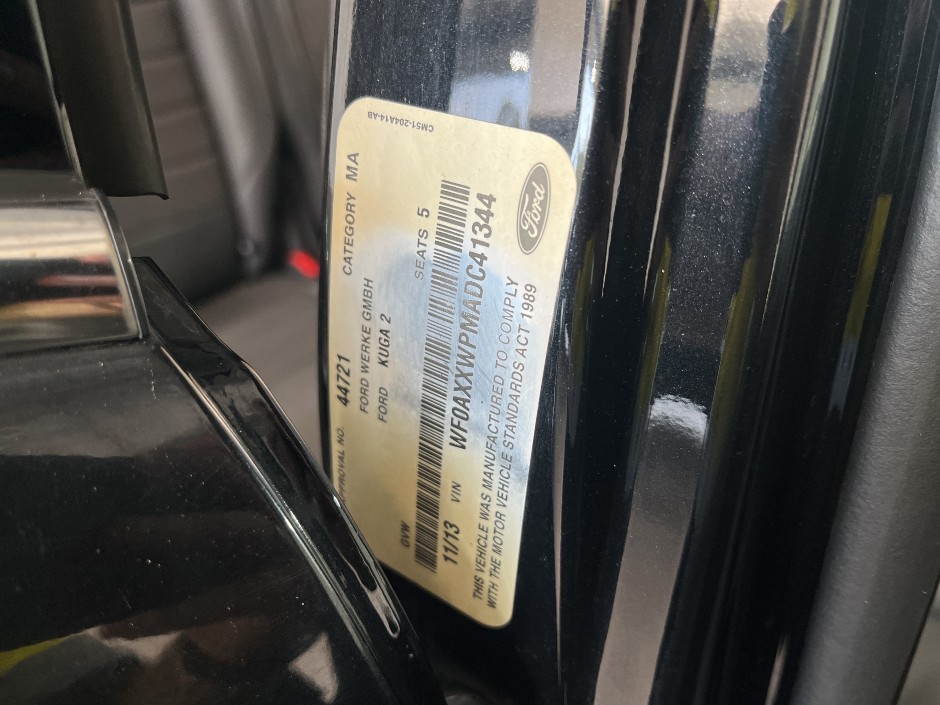 CM51-204A14-AB
APPROVAL NO. 44721 CATEGORY MA
FORD WERKE GMBH
FORD KUGA 2
GVW SEATS 5
11/13 VIN WF0AXXWPMADC41344
THIS VEHICLE WAS MANUFACTURED TO COMPLY
WITH THE MOTOR VEHICLE STANDARDS ACT 1989
Ford